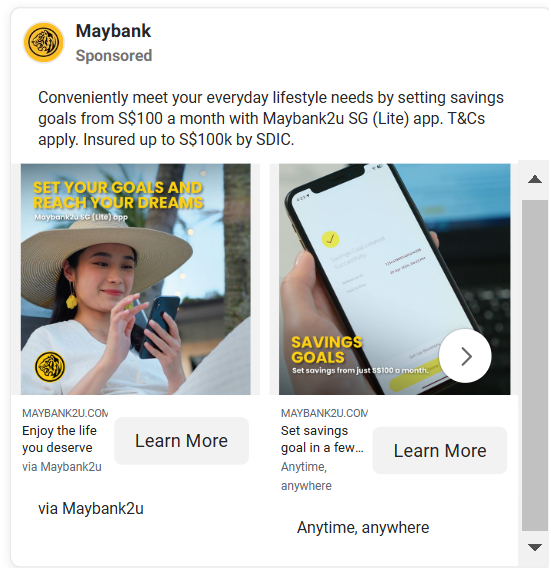 Maybank
Sponsored
Conveniently meet your everyday lifestyle needs by setting savings
goals from S$100 a month with Maybank2u SG (Lite) app. T&Cs
apply. Insured up to S$100k by SDIC.
SET YOUR GOALS AND
REACH YOUR DREAMS
Maybank2u SG (Lite) app
SAVINGS
GOALS
Set savings from just S$100 a month.
MAYBANK2U.COM
Enjoy the life
you deserve
via Maybank2u
Learn More
via Maybank2u
MAYBANK2U.COM
Set savings
goal in a few...
Anytime,
anywhere
Learn More
Anytime, anywhere